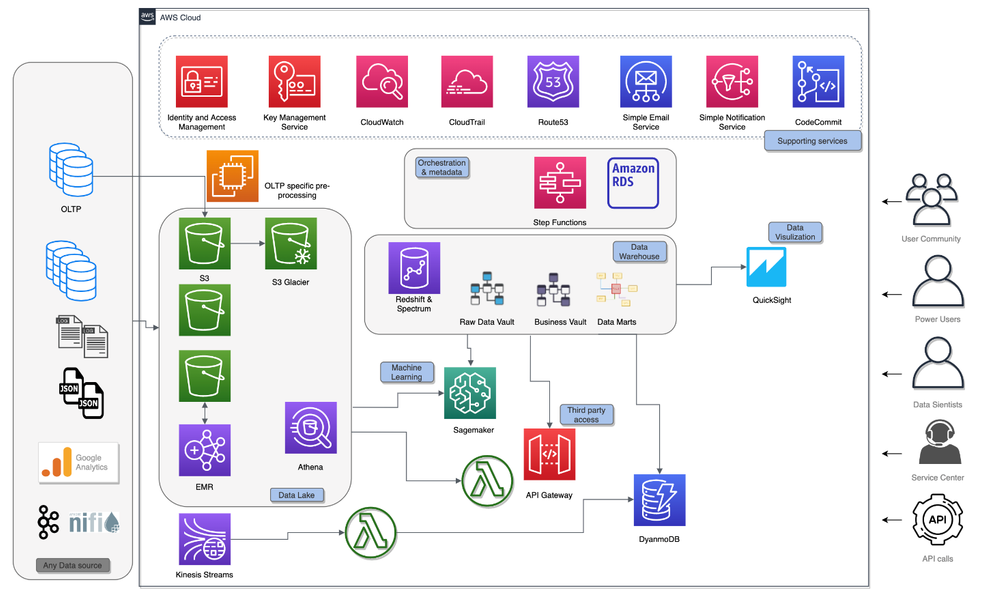 aws
AWS Cloud
Identity and Access
Management
Key Management
Service
CloudWatch
CloudTrail
53
Route53
Simple Email
Service
Simple Notification
Service
CodeCommit
Supporting services
OLTP
OLTP specific pre-
processing
Orchestration
& metadata
Step Functions
Amazon
RDS
S3
S3 Glacier
Redshift &
Spectrum
Raw Data Vault
Business Vault
Data Marts
Data
Warehouse
Data
Visulization
QuickSight
LOG
LOG
JSON
JSON
Google
Analytics
nifi
Any Data source
EMR
Athena
Data Lake
Machine
Learning
Sagemaker
Third party
access
API Gateway
DyanmoDB
Kinesis Streams
User Community
Power Users
Data Sientists
Service Center
API
API calls